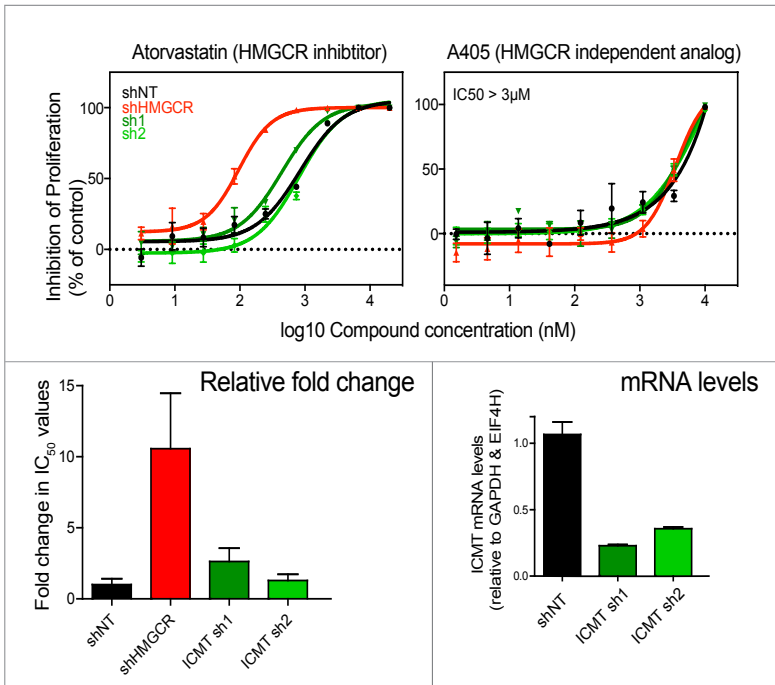 Atorvastatin (HMGCR inhibtitor)
A405 (HMGCR independent analog)
Inhibition of Proliferation
(% of control)
shNT
shHMGCR
sh1
sh2
100
50
0
0
1
2
3
4
5
IC50 > 3µM
100
50
0
0
1
2
3
4
5
log10 Compound concentration (nM)
Relative fold change
Fold change in IC50 values
15
10
5
0
shNT
shHMGCR
ICMT sh1
ICMT sh2
mRNA levels
ICMT mRNA levels
(relative to GAPDH & EIF4H)
1.0
0.5
0.0
shNT
ICMT sh1
ICMT sh2